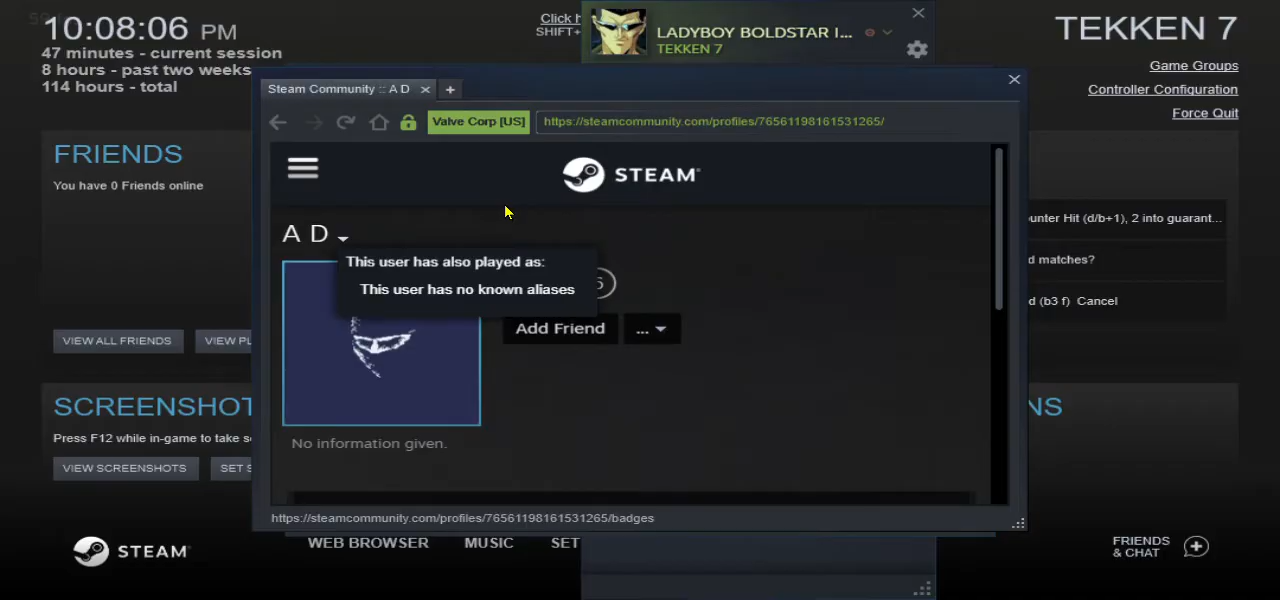 10:08:06 PM
47 minutes - current session
8 hours - past two weeks
114 hours - total
Click h
SHIFT+
LADYBOY BOLDSTAR I...
TEKKEN 7
TEKKEN 7
Game Groups
Controller Configuration
Force Quit
Steam Community :: A D
Valve Corp [US]
https://steamcommunity.com/profiles/76561198161531265/
STEAM
A D
This user has also played as:
This user has no known aliases
Add Friend
...
No information given.
https://steamcommunity.com/profiles/76561198161531265/badges
FRIENDS
You have 0 Friends online
VIEW ALL FRIENDS
VIEW PL
SCREENSHOT
Press F12 while in-game to take s
VIEW SCREENSHOTS
SET S
ounter Hit (d/b+1), 2 into guarant...
d matches?
d (b3 f) Cancel
NS
STEAM
WEB BROWSER
MUSIC
SET
FRIENDS
& CHAT